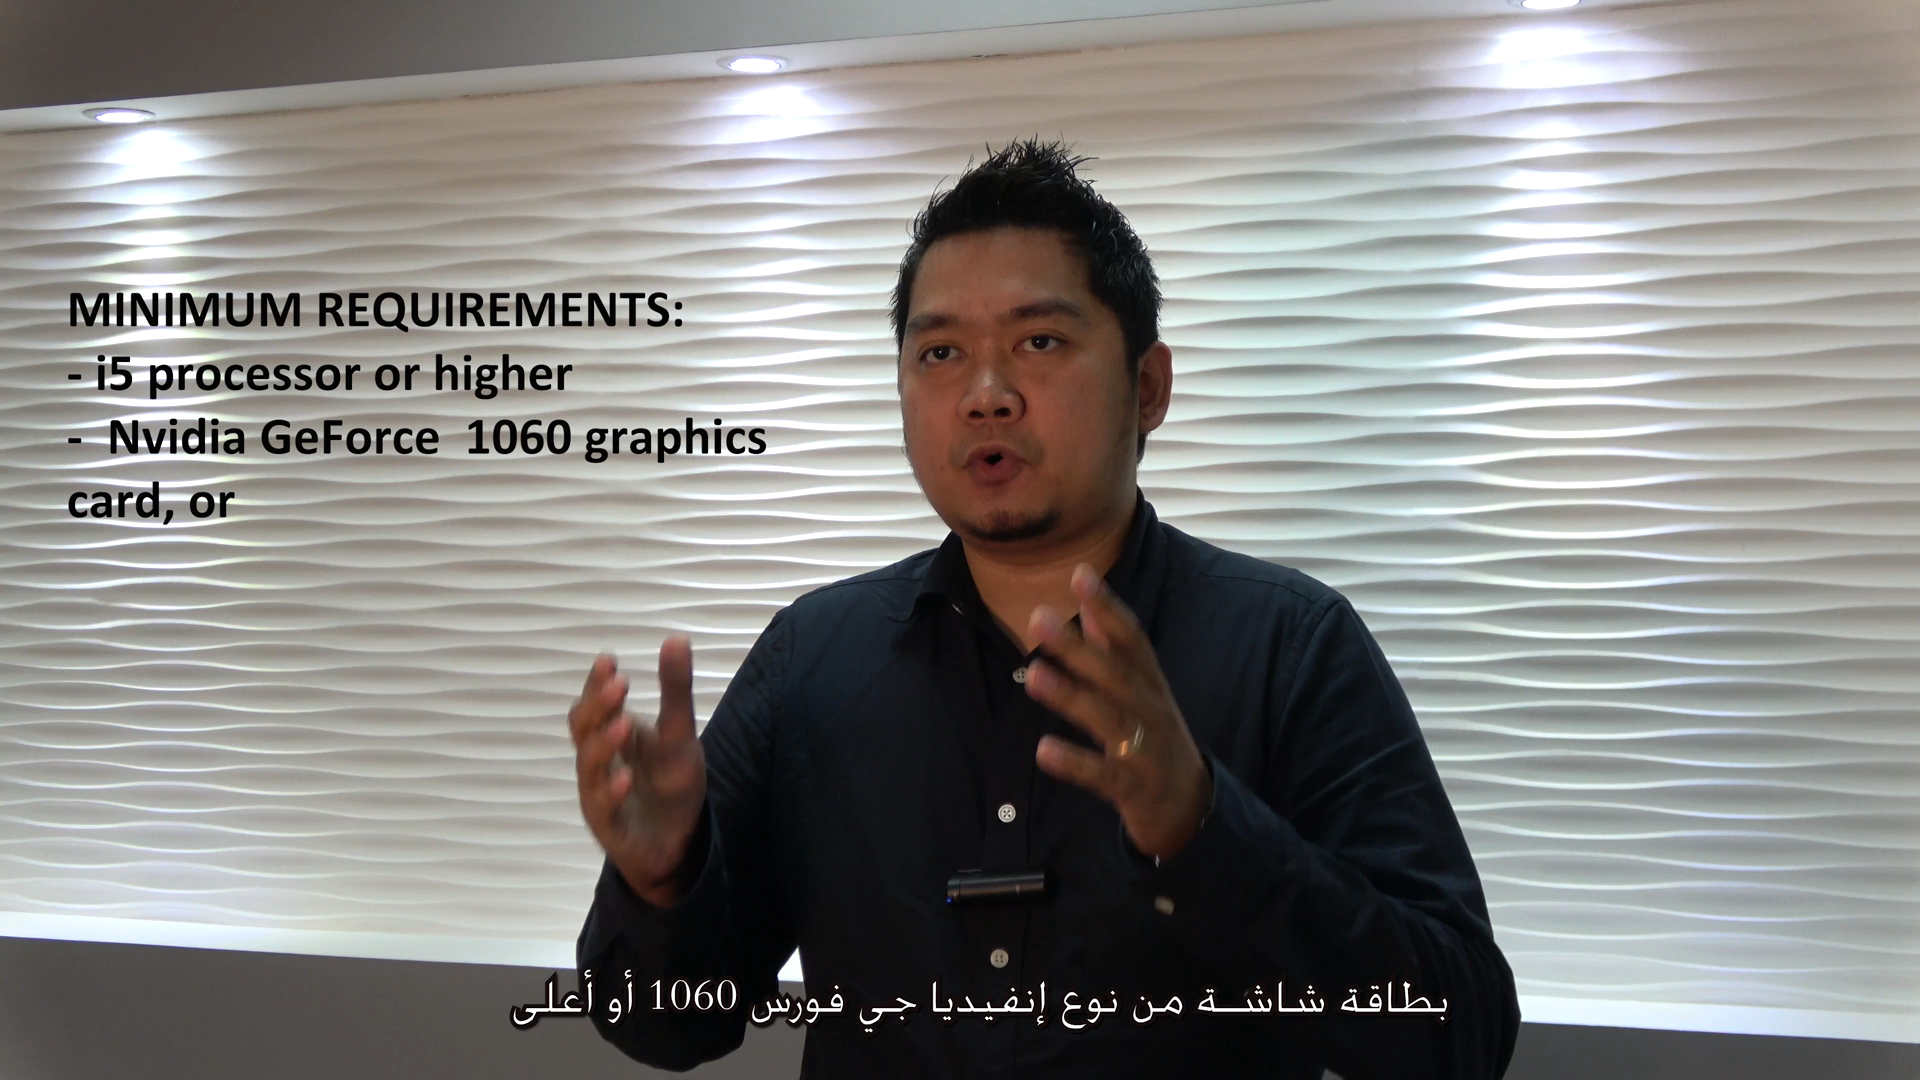 MINIMUM REQUIREMENTS:
- i5 processor or higher
- Nvidia GeForce 1060 graphics
card, or
بطاقة شاشة من نوع إنفيديا جي فورس 1060 أو أعلى